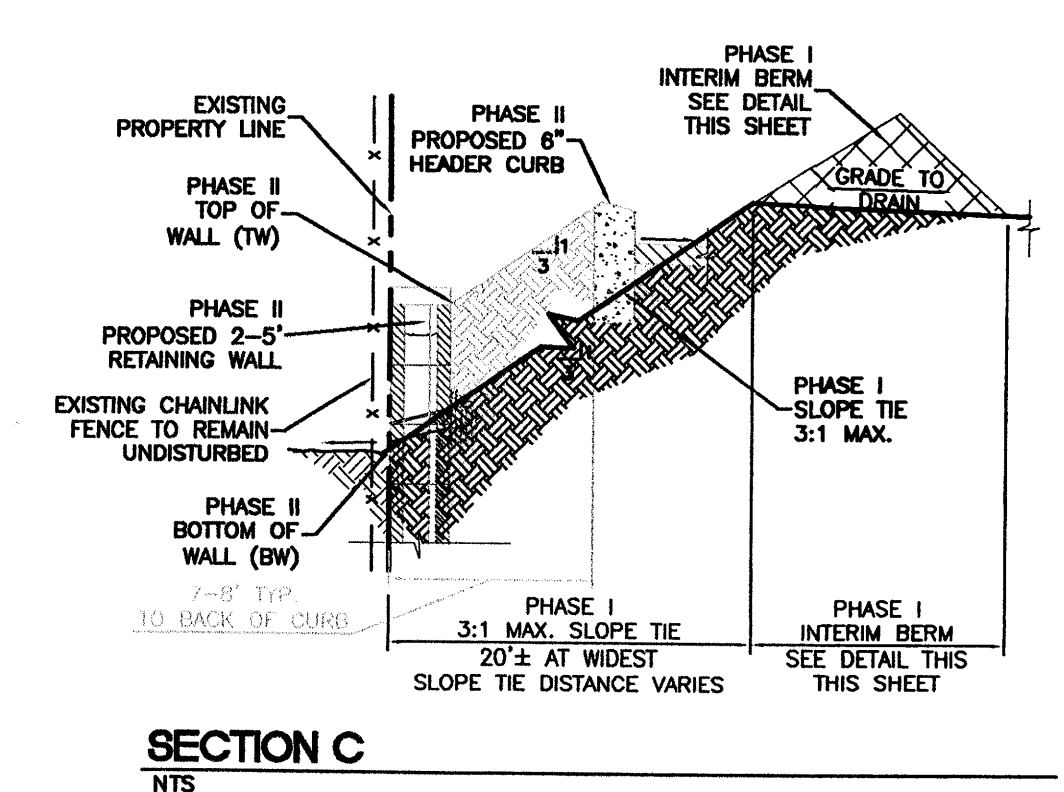 PHASE I
INTERIM BERM
SEE DETAIL
THIS SHEET
EXISTING
PROPERTY LINE
PHASE II
PROPOSED 6"
HEADER CURB
GRADE TO
DRAIN
PHASE II
TOP OF
WALL (TW)
1
3
PHASE II
PROPOSED 2-5'
RETAINING WALL
EXISTING CHAINLINK
FENCE TO REMAIN
UNDISTURBED
PHASE I
SLOPE TIE
3:1 MAX.
PHASE II
BOTTOM OF
WALL (BW)
7-8' TYP.
TO BACK OF CURB
PHASE I
3:1 MAX. SLOPE TIE
20'± AT WIDEST
SLOPE TIE DISTANCE VARIES
PHASE I
INTERIM BERM
SEE DETAIL THIS
THIS SHEET
SECTION C
NTS